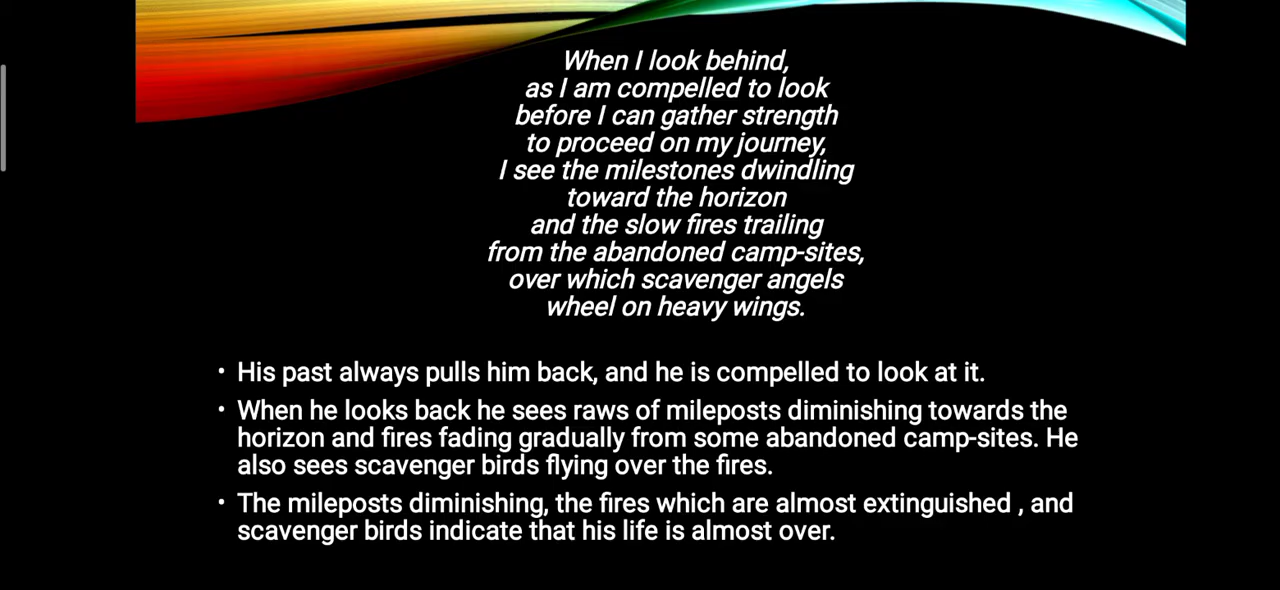 When I look behind,
as I am compelled to look
before I can gather strength
to proceed on my journey,
I see the milestones dwindling
toward the horizon
and the slow fires trailing
from the abandoned camp-sites,
over which scavenger angels
wheel on heavy wings.
• His past always pulls him back, and he is compelled to look at it.
• When he looks back he sees raws of mileposts diminishing towards the
horizon and fires fading gradually from some abandoned camp-sites. He
also sees scavenger birds flying over the fires.
• The mileposts diminishing, the fires which are almost extinguished , and
scavenger birds indicate that his life is almost over.